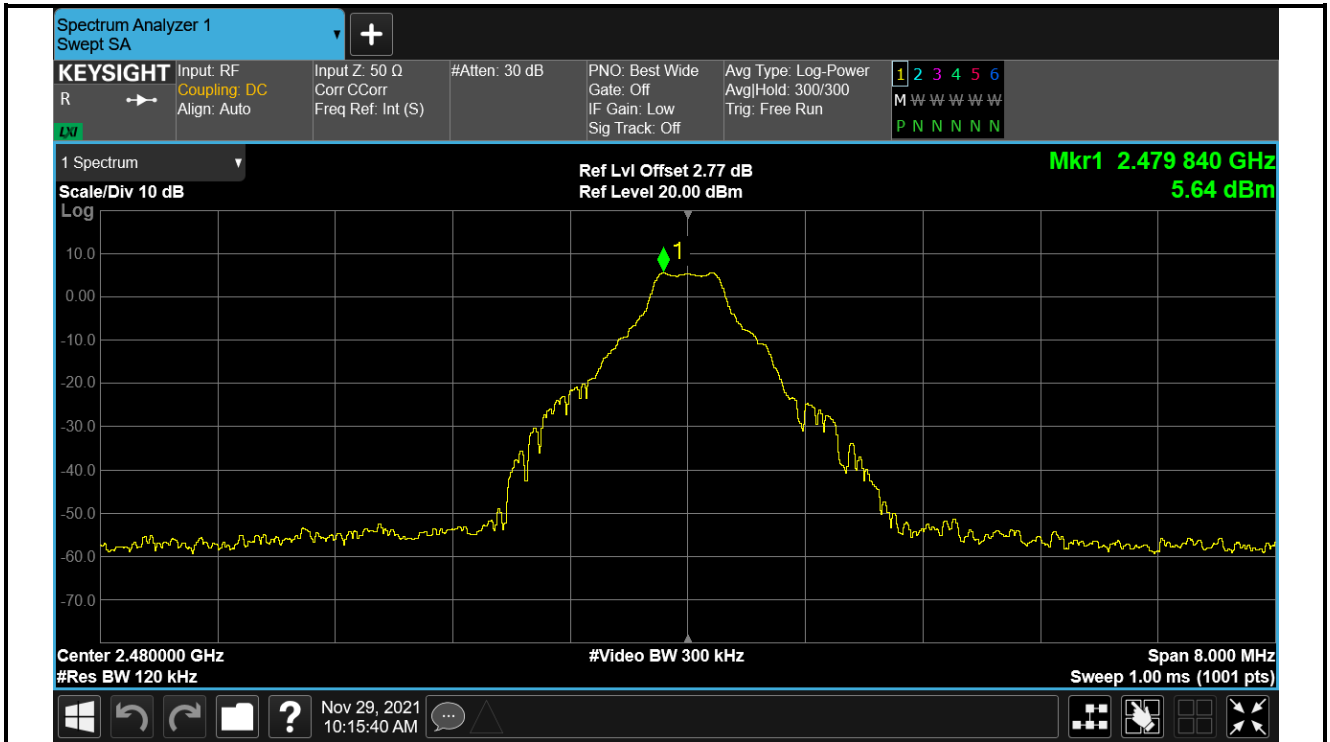 Spectrum Analyzer 1
Swept SA
+
KEYSIGHT
R
LXI
Input: RF
Coupling: DC
Align: Auto
Input Z: 50 Ω
Corr CCorr
Freq Ref: Int (S)
#Atten: 30 dB
PNO: Best Wide
Gate: Off
IF Gain: Low
Sig Track: Off
Avg Type: Log-Power
Avg|Hold: 300/300
Trig: Free Run
1 2 3 4 5 6
M W W W W W
P N N N N N
1 Spectrum
Scale/Div 10 dB
Log
Ref Lvl Offset 2.77 dB
Ref Level 20.00 dBm
Mkr1 2.479 840 GHz
5.64 dBm
1
10.0
0.00
-10.0
-20.0
-30.0
-40.0
-50.0
-60.0
-70.0
Center 2.480000 GHz
#Res BW 120 kHz
#Video BW 300 kHz
Span 8.000 MHz
Sweep 1.00 ms (1001 pts)
?
Nov 29, 2021
10:15:40 AM